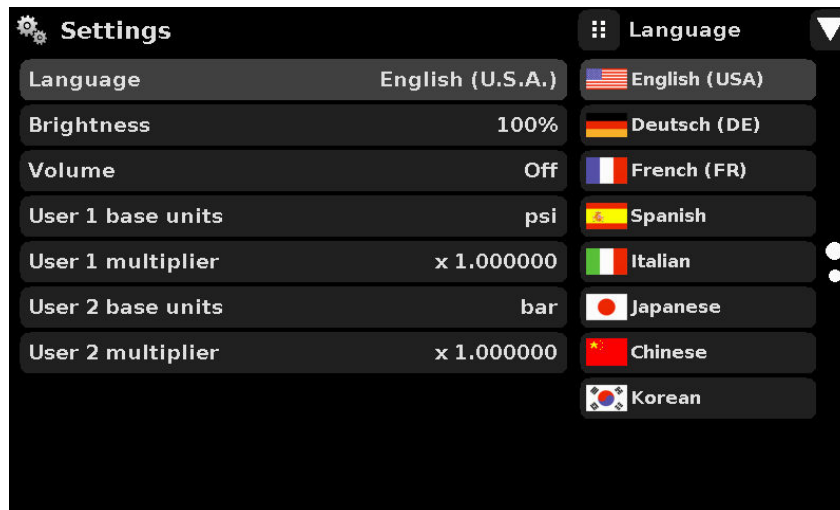 Settings
Language English (U.S.A.)
Brightness 100%
Volume Off
User 1 base units psi
User 1 multiplier x 1.000000
User 2 base units bar
User 2 multiplier x 1.000000
Language
English (USA)
Deutsch (DE)
French (FR)
Spanish
Italian
Japanese
Chinese
Korean